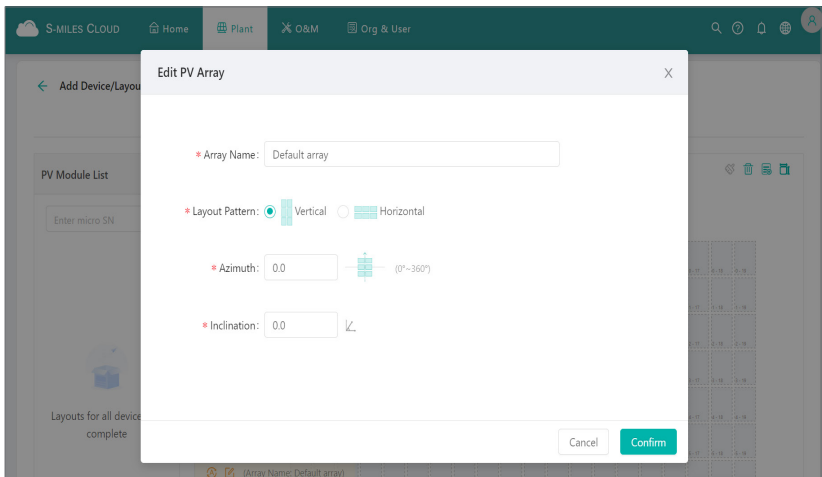 S-MILES CLOUD Home Plant O&M Org & User
Edit PV Array X
Add Device/Layou
* Array Name: Default array
PV Module List
* Layout Pattern: Vertical Horizontal
Enter micro SN
* Azimuth: 0.0 (0°~360°)
* Inclination: 0.0
Layouts for all device
complete
Cancel Confirm
(Array Name: Default array)